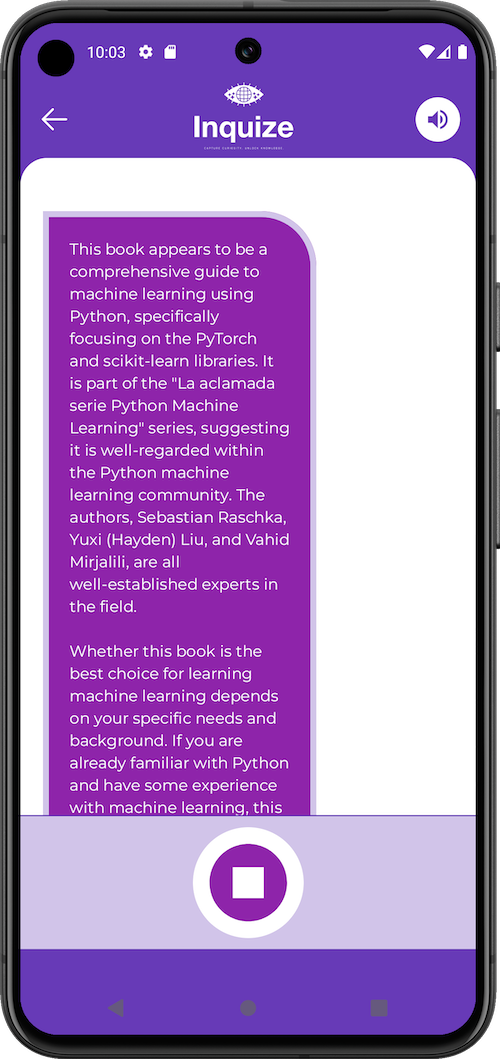 10:03
Inquize
CAPTURE CURIOSITY. UNLOCK KNOWLEDGE.
This book appears to be a
comprehensive guide to
machine learning using
Python, specifically
focusing on the PyTorch
and scikit-learn libraries. It
is part of the "La aclamada
serie Python Machine
Learning" series, suggesting
it is well-regarded within
the Python machine
learning community. The
authors, Sebastian Raschka,
Yuxi (Hayden) Liu, and Vahid
Mirjalili, are all
well-established experts in
the field.
Whether this book is the
best choice for learning
machine learning depends
on your specific needs and
background. If you are
already familiar with Python
and have some experience
with machine learning, this